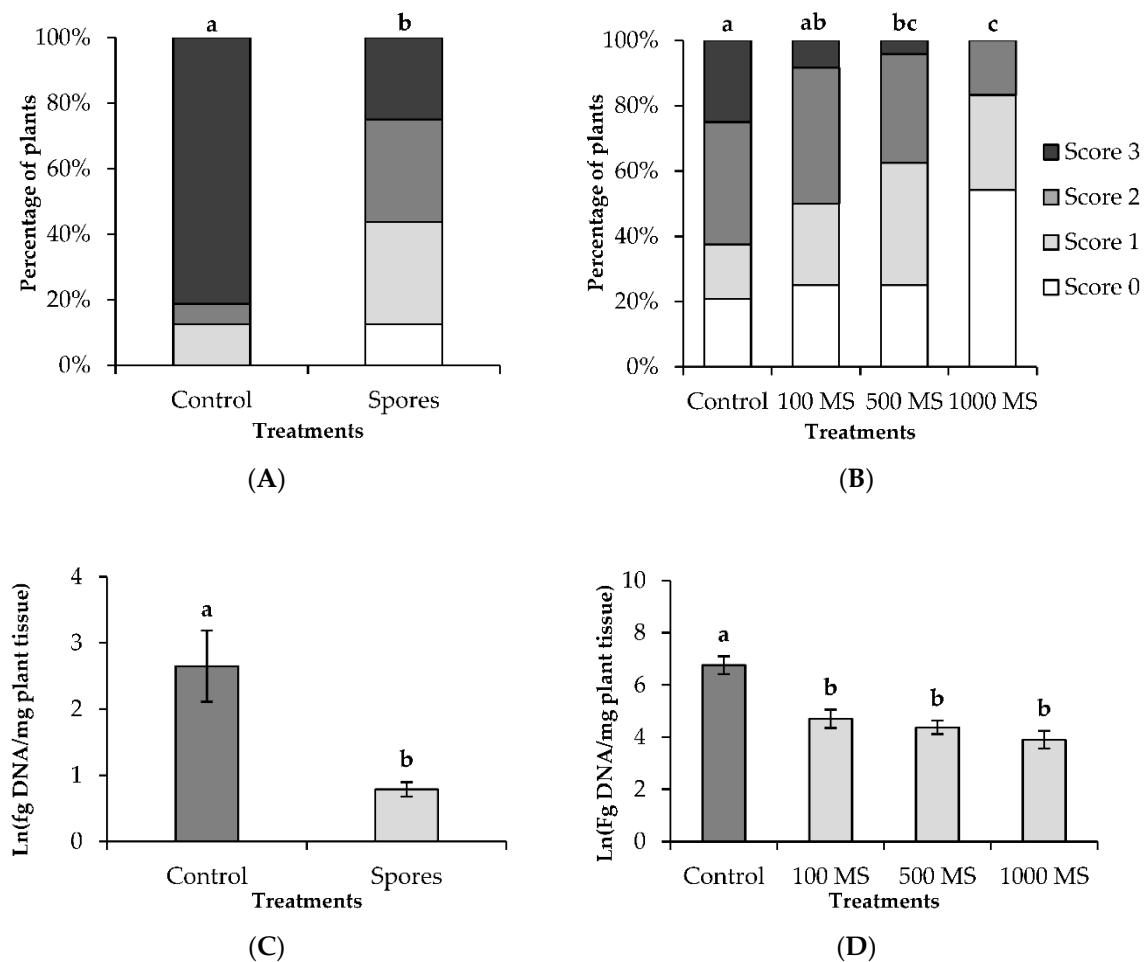 a b
100%
80%
60%
40%
20%
0%
Percentage of plants
Control Spores
Treatments
(A)
a ab bc c
100%
80%
60%
40%
20%
0%
Percentage of plants
Control 100 MS 500 MS 1000 MS
Treatments
(B)
Score 3
Score 2
Score 1
Score 0
4
3
2
1
0
Ln(fg DNA/mg plant tissue)
a
b
Control Spores
Treatments
(C)
10
8
6
4
2
0
Ln(Fg DNA/mg plant tissue)
a
b b b
Control 100 MS 500 MS 1000 MS
Treatments
(D)